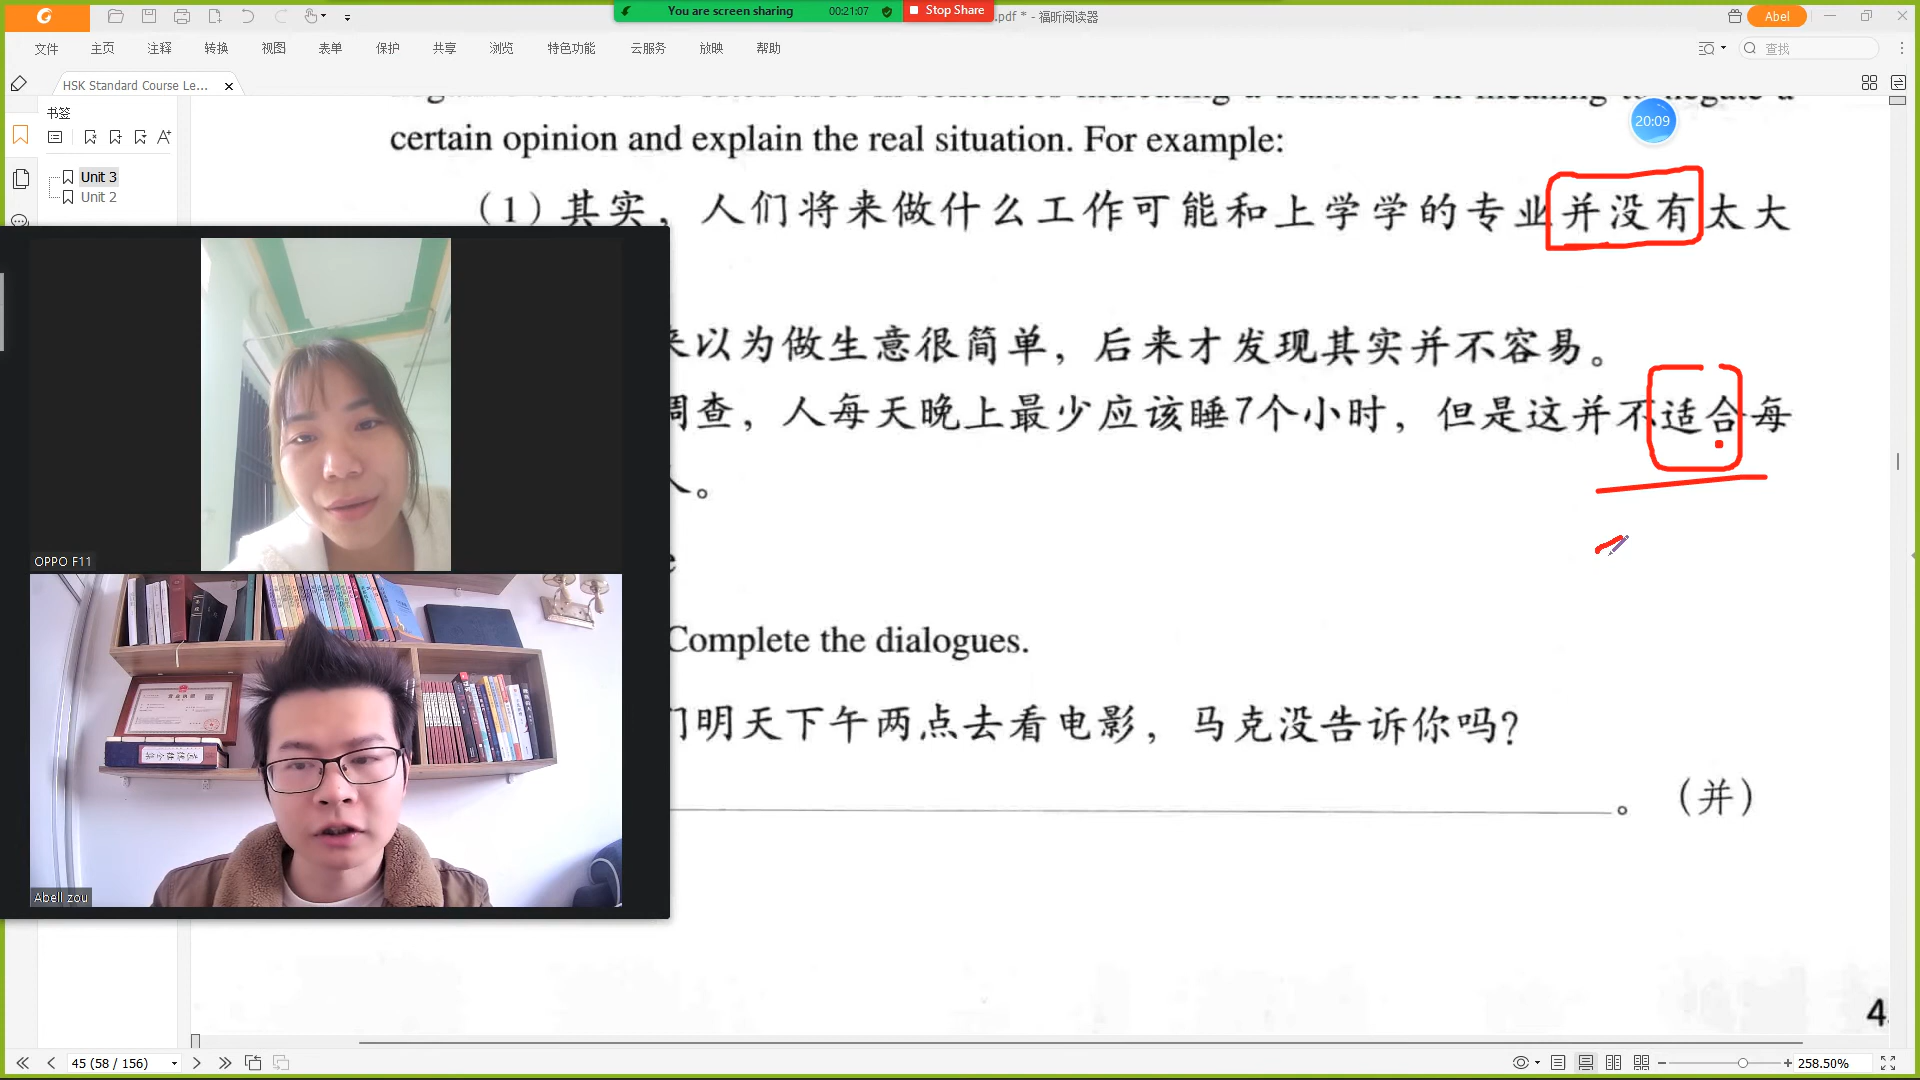 You are screen sharing 00:21:07 Stop Share
.pdf * - 福昕阅读器
Abel
文件 主页 注释 转换 视图 表单 保护 共享 浏览 特色功能 云服务 放映 帮助
查找
HSK Standard Course Le...
书签
Unit 3
Unit 2
20:09
certain opinion and explain the real situation. For example:
（1）其实，人们将来做什么工作可能和上学学的专业并没有太大
以为做生意很简单，后来才发现其实并不容易。
调查，人每天晚上最少应该睡7个小时，但是这并不适合每
人。
Complete the dialogues.
们明天下午两点去看电影，马克没告诉你吗？
。（并）
4
OPPO F11
Abell zou
45 (58 / 156)
258.50%